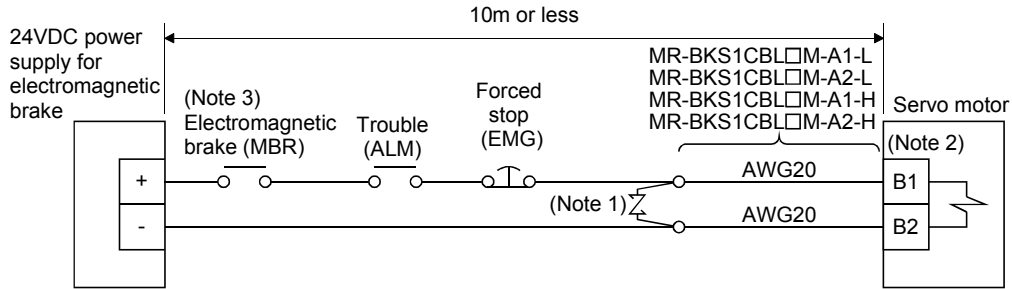 10m or less
24VDC power
supply for
electromagnetic
brake
(Note 3)
Electromagnetic
brake (MBR)
Trouble
(ALM)
Forced
stop
(EMG)
MR-BKS1CBL□M-A1-L
MR-BKS1CBL□M-A2-L
MR-BKS1CBL□M-A1-H
MR-BKS1CBL□M-A2-H
Servo motor
(Note 2)
+
AWG20
B1
(Note 1)
-
AWG20
B2